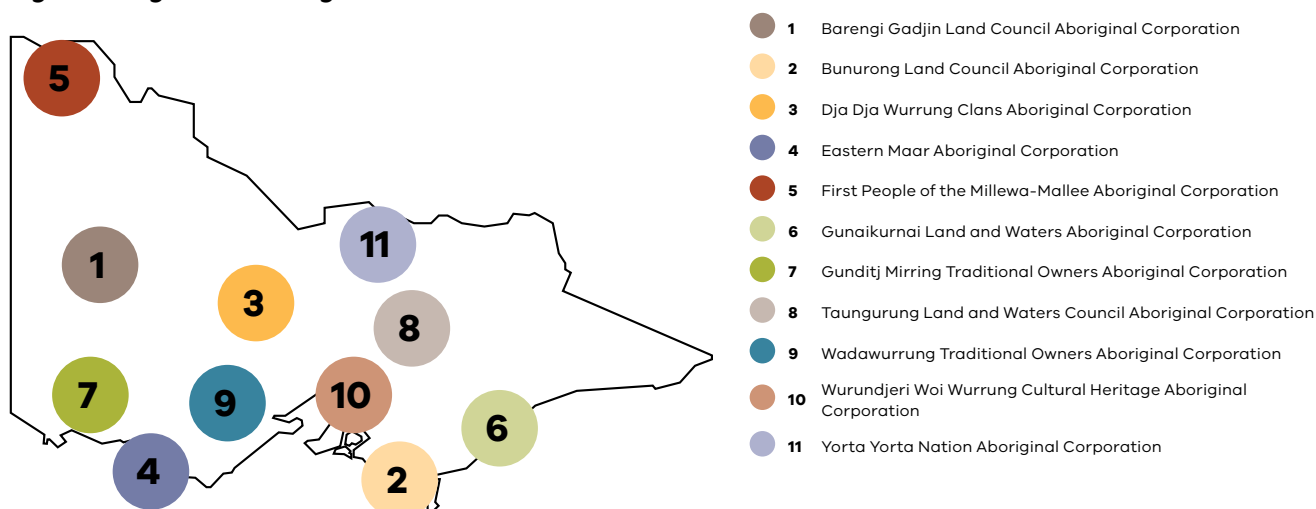 5
11
1
3
8
7
9
10
6
4
2
1 Barengi Gadjin Land Council Aboriginal Corporation
2 Bunurong Land Council Aboriginal Corporation
3 Dja Dja Wurrung Clans Aboriginal Corporation
4 Eastern Maar Aboriginal Corporation
5 First People of the Millewa-Mallee Aboriginal Corporation
6 Gunaikurnai Land and Waters Aboriginal Corporation
7 Gunditj Mirring Traditional Owners Aboriginal Corporation
8 Taungurung Land and Waters Council Aboriginal Corporation
9 Wadawurrung Traditional Owners Aboriginal Corporation
10 Wurundjeri Woi Wurrung Cultural Heritage Aboriginal
Corporation
11 Yorta Yorta Nation Aboriginal Corporation